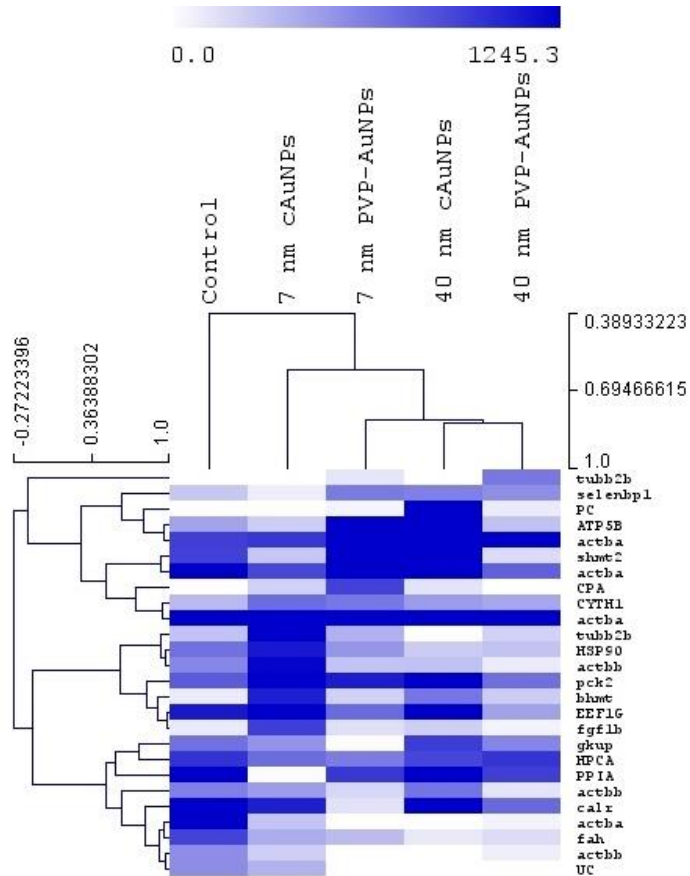 0.0 1245.3
Control
7 nm cAuNPs
7 nm PVP-AuNPs
40 nm cAuNPs
40 nm PVP-AuNPs
0.38933223
0.69466615
1.0
-0.27223396
0.36388302
1.0
tubb2b
selenbp1
PC
ATP5B
actba
shmt2
actba
CPA
CYTH1
actba
tubb2b
HSP90
actbb
pck2
bhmt
EEF1G
fgf1b
gkup
HPCA
PPIA
actbb
calr
actba
fah
actbb
UC